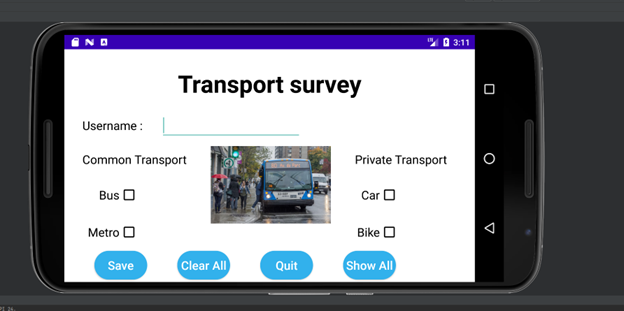 3:11
Transport survey
Username :
Common Transport
Private Transport
Bus
Car
Metro
Bike
Save
Clear All
Quit
Show All